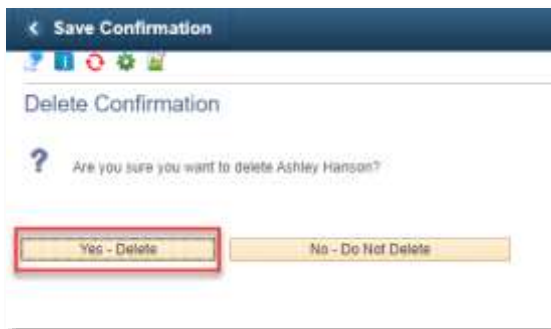 < Save Confirmation
Delete Confirmation
? Are you sure you want to delete Ashley Hanson?
Yes - Delete
No - Do Not Delete